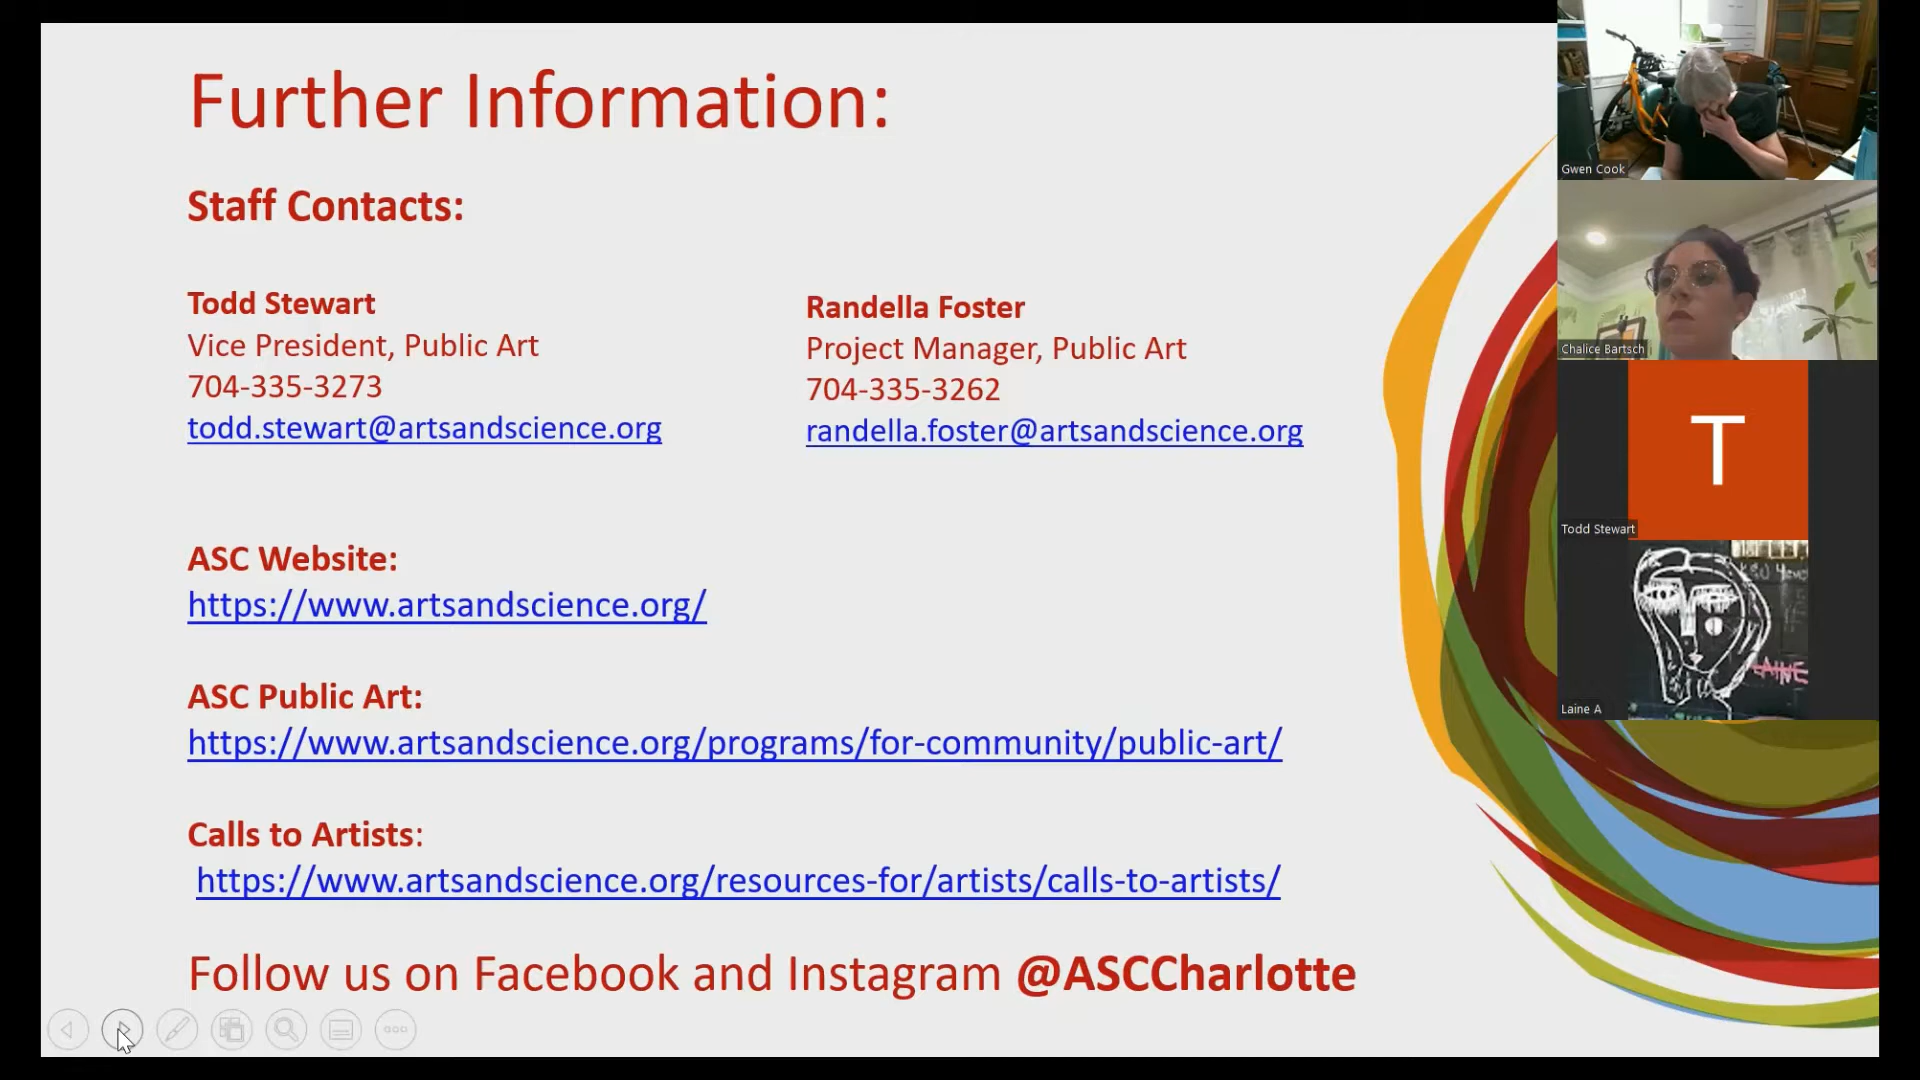 Further Information:
Staff Contacts:
Todd Stewart
Vice President, Public Art
704-335-3273
todd.stewart@artsandscience.org
Randella Foster
Project Manager, Public Art
704-335-3262
randella.foster@artsandscience.org
ASC Website:
https://www.artsandscience.org/
ASC Public Art:
https://www.artsandscience.org/programs/for-community/public-art/
Calls to Artists:
https://www.artsandscience.org/resources-for/artists/calls-to-artists/
Follow us on Facebook and Instagram @ASCCharlotte
Gwen Cook
Chalice Bartsch
T
Todd Stewart
LAINE
Laine A